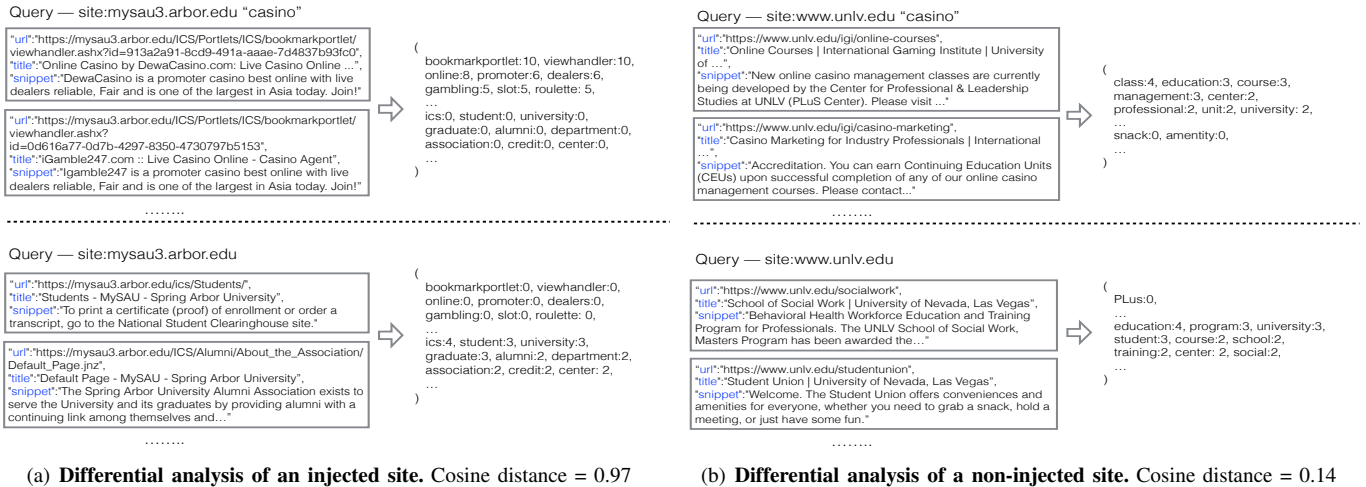 Query — site:mysau3.arbor.edu “casino”
"url":"https://mysau3.arbor.edu/ICS/Portlets/ICS/bookmarkportlet/
viewhandler.ashx?id=913a2a91-8cd9-491a-aaae-7d4837b93fc0",
"title":"Online Casino by DewaCasino.com: Live Casino Online ...",
"snippet":"DewaCasino is a promoter casino best online with live
dealers reliable, Fair and is one of the largest in Asia today. Join!"
"url":"https://mysau3.arbor.edu/ICS/Portlets/ICS/bookmarkportlet/
viewhandler.ashx?
id=0d616a77-0d7b-4297-8350-4730797b5153",
"title":"iGamble247.com :: Live Casino Online - Casino Agent”,
"snippet":"Igamble247 is a promoter casino best online with live
dealers reliable, Fair and is one of the largest in Asia today. Join!”
........
(
bookmarkportlet:10, viewhandler:10,
online:8, promoter:6, dealers:6,
gambling:5, slot:5, roulette: 5,
…
ics:0, student:0, university:0,
graduate:0, alumni:0, department:0,
association:0, credit:0, center:0,
…
)
Query — site:mysau3.arbor.edu
"url":"https://mysau3.arbor.edu/ics/Students/",
"title":"Students - MySAU - Spring Arbor University”,
"snippet":"To print a certificate (proof) of enrollment or order a
transcript, go to the National Student Clearinghouse site."
"url":"https://mysau3.arbor.edu/ICS/Alumni/About_the_Association/
Default_Page.jnz",
"title":"Default Page - MySAU - Spring Arbor University”,
"snippet":"The Spring Arbor University Alumni Association exists to
serve the University and its graduates by providing alumni with a
continuing link among themselves and…”
........
(
bookmarkportlet:0, viewhandler:0,
online:0, promoter:0, dealers:0,
gambling:0, slot:0, roulette: 0,
…
ics:4, student:3, university:3,
graduate:3, alumni:2, department:2,
association:2, credit:2, center: 2,
…
)
(a) Differential analysis of an injected site. Cosine distance = 0.97
Query — site:www.unlv.edu “casino”
"url":"https://www.unlv.edu/igi/online-courses",
"title":"Online Courses | International Gaming Institute | University
of ...",
"snippet":"New online casino management classes are currently
being developed by the Center for Professional & Leadership
Studies at UNLV (PLuS Center). Please visit ..."
"url":"https://www.unlv.edu/igi/casino-marketing",
"title":"Casino Marketing for Industry Professionals | International
…",
"snippet":"Accreditation. You can earn Continuing Education Units
(CEUs) upon successful completion of any of our online casino
management courses. Please contact..."
........
(
class:4, education:3, course:3,
management:3, center:2,
professional:2, unit:2, university: 2,
…
snack:0, amentity:0,
…
)
Query — site:www.unlv.edu
"url":"https://www.unlv.edu/socialwork",
"title":"School of Social Work | University of Nevada, Las Vegas”,
"snippet":"Behavioral Health Workforce Education and Training
Program for Professionals. The UNLV School of Social Work,
Masters Program has been awarded the…”
"url":"https://www.unlv.edu/studentunion",
"title":"Student Union | University of Nevada, Las Vegas",
"snippet":"Welcome. The Student Union offers conveniences and
amenities for everyone, whether you need to grab a snack, hold a
meeting, or just have some fun."
........
(
PLus:0,
…
education:4, program:3, university:3,
student:3, course:2, school:2,
training:2, center: 2, social:2,
…
)
(b) Differential analysis of a non-injected site. Cosine distance = 0.14